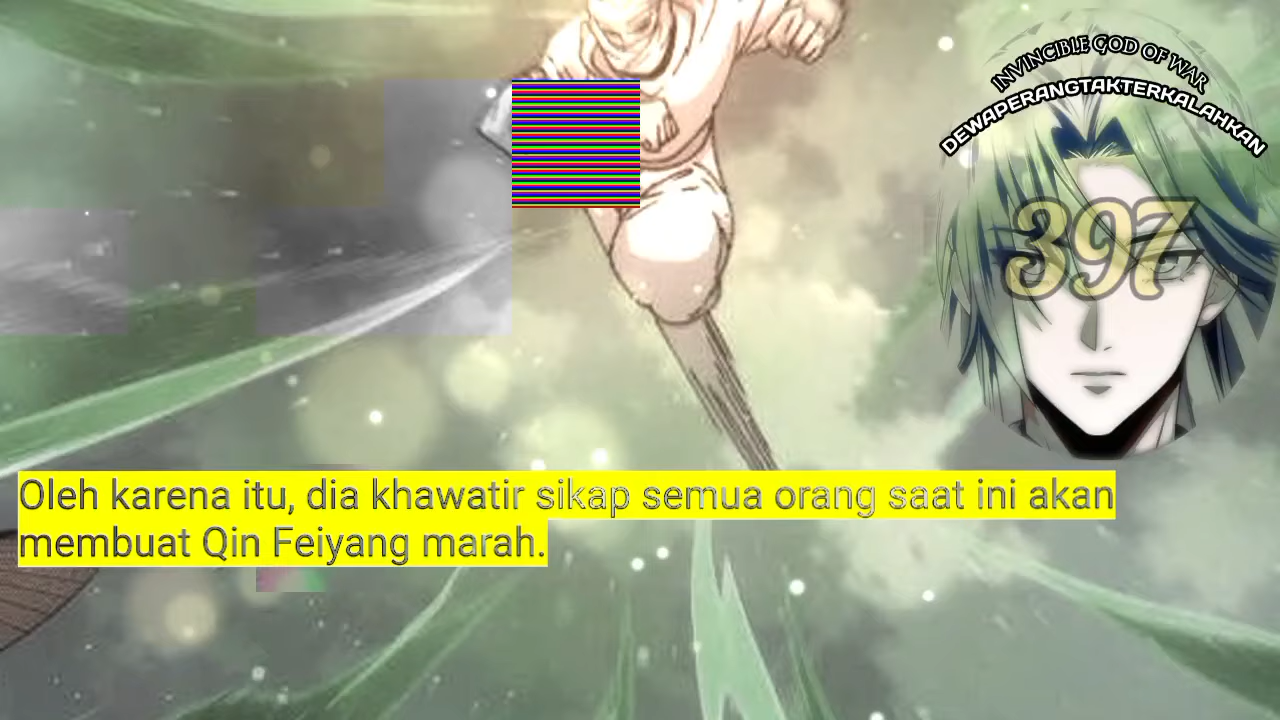 INVINCIBLE GOD OF WAR
DEWAPERANGTAKTERKALAHKAN
397
Oleh karena itu, dia khawatir sikap semua orang saat ini akan
membuat Qin Feiyang marah.